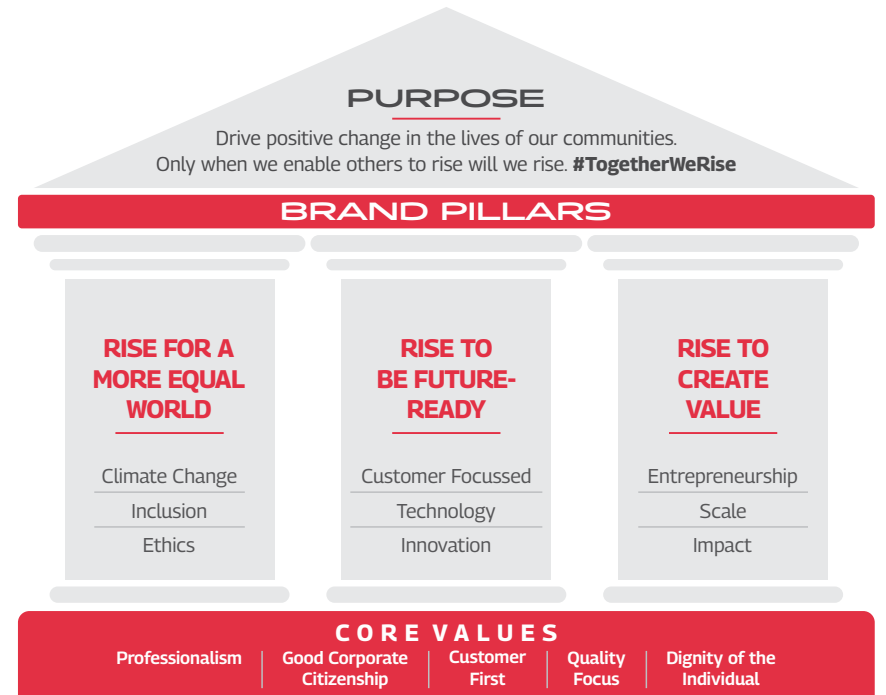 PURPOSE
Drive positive change in the lives of our communities.
Only when we enable others to rise will we rise. #TogetherWeRise
BRAND PILLARS
RISE FOR A
MORE EQUAL
WORLD
Climate Change
Inclusion
Ethics
RISE TO
BE FUTURE-
READY
Customer Focussed
Technology
Innovation
RISE TO
CREATE
VALUE
Entrepreneurship
Scale
Impact
CORE VALUES
Professionalism
Good Corporate
Citizenship
Customer
First
Quality
Focus
Dignity of the
Individual